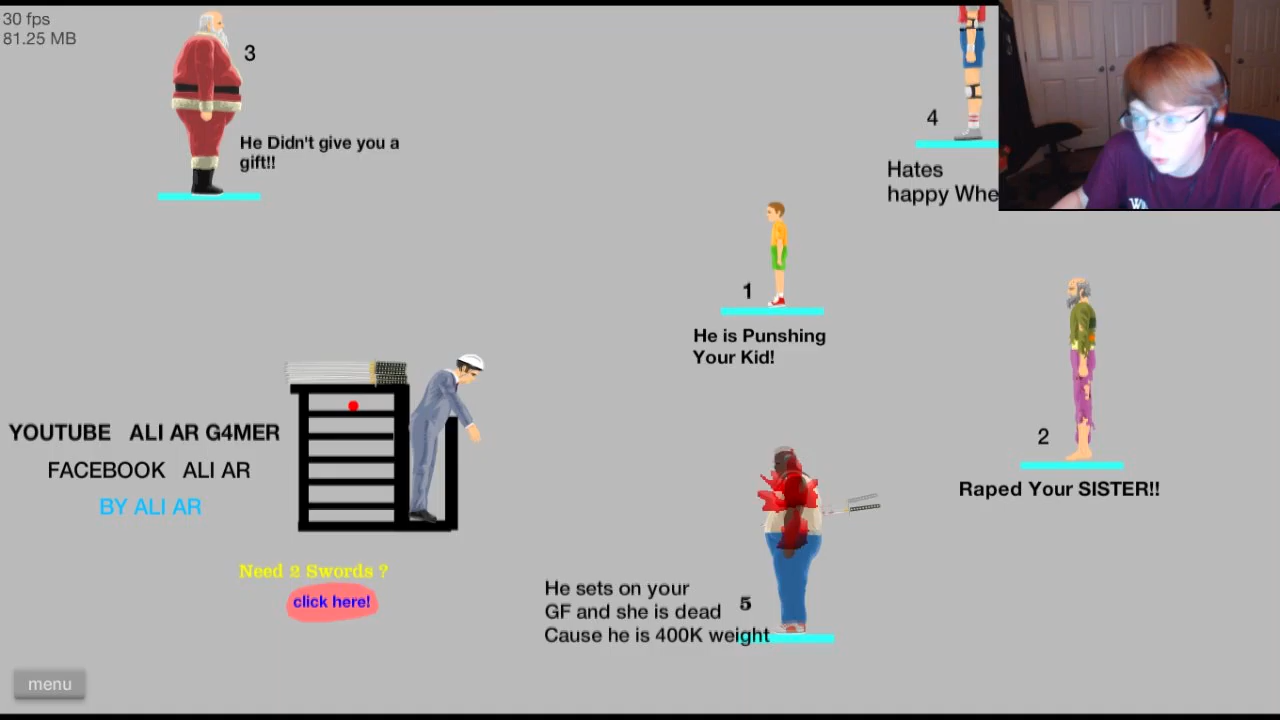 30 fps
81.25 MB
3
He Didn't give you a
gift!!
4
Hates
happy Whe
1
He is Punshing
Your Kid!
2
Raped Your SISTER!!
YOUTUBE ALI AR G4MER
FACEBOOK ALI AR
BY ALI AR
Need 2 Swords ?
click here!
He sets on your
GF and she is dead
Cause he is 400K weight
5
menu